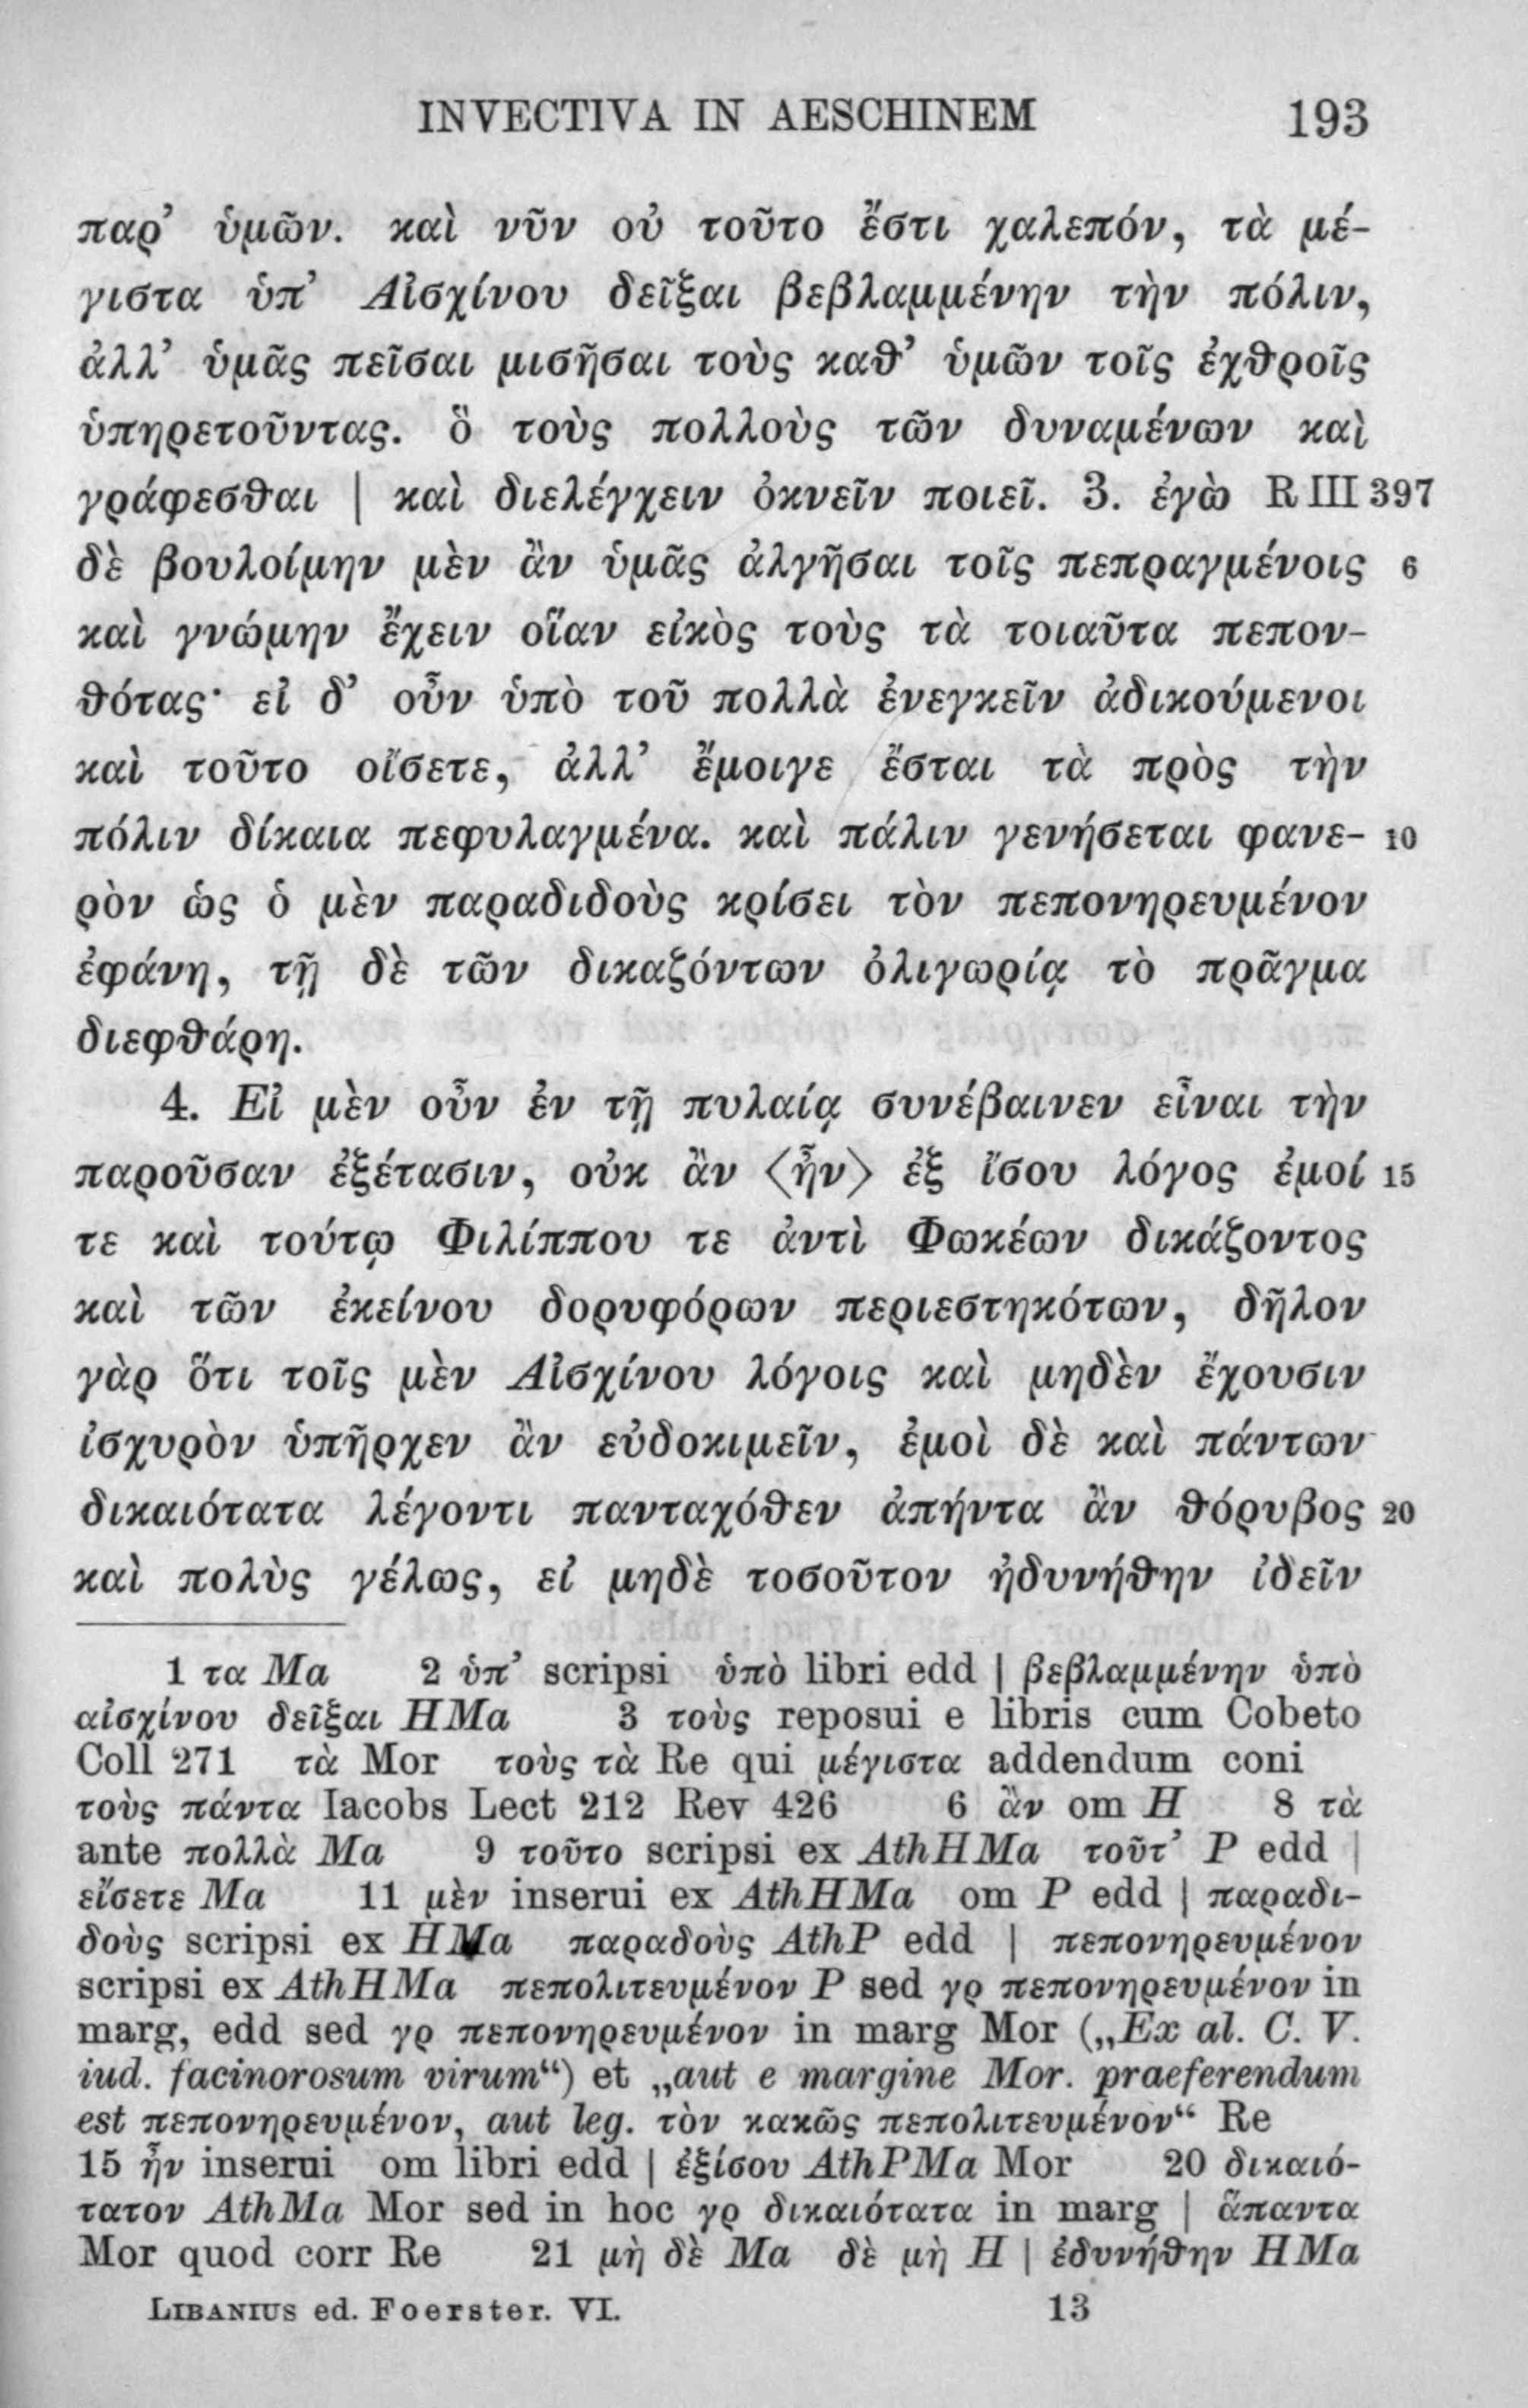 INVECTIVA IN AESCHINEM 193
παρ’ ὑμῶν. καὶ νῦν οὐ τοῦτο ἔστι χαλεπόν, τὰ μέ-
γιστα ὑπ’ Αἰσχίνου δεῖξαι βεβλαμμένην τὴν πόλιν,
ἀλλ’ ὑμᾶς πεῖσαι μισῆσαι τοὺς καθ’ ὑμῶν τοῖς ἐχθροῖς
ὑπηρετοῦντας. ὃ τοὺς πολλοὺς τῶν δυναμένων καὶ
γράφεσθαι | καὶ διελέγχειν ὀκνεῖν ποιεῖ. 3. ἐγὼ R III 397
δὲ βουλοίμην μὲν ἂν ὑμᾶς ἀλγῆσαι τοῖς πεπραγμένοις 6
καὶ γνώμην ἔχειν οἵαν εἰκὸς τοὺς τὰ τοιαῦτα πεπον-
θότας· εἰ δ’ οὖν ὑπὸ τοῦ πολλὰ ἐνεγκεῖν ἀδικούμενοι
καὶ τοῦτο οἴσετε, ἀλλ’ ἔμοιγε ἔσται τὰ πρὸς τὴν
πόλιν δίκαια πεφυλαγμένα. καὶ πάλιν γενήσεται φανε- 10
ρὸν ὡς ὁ μὲν παραδιδοὺς κρίσει τὸν πεπονηρευμένον
ἐφάνη, τῇ δὲ τῶν δικαζόντων ὀλιγωρίᾳ τὸ πρᾶγμα
διεφθάρη.
4. Εἰ μὲν οὖν ἐν τῇ πυλαίᾳ συνέβαινεν εἶναι τὴν
παροῦσαν ἐξέτασιν, οὐκ ἂν ⟨ἦν⟩ ἐξ ἴσου λόγος ἐμοί 15
τε καὶ τούτῳ Φιλίππου τε ἀντὶ Φωκέων δικάζοντος
καὶ τῶν ἐκείνου δορυφόρων περιεστηκότων, δῆλον
γὰρ ὅτι τοῖς μὲν Αἰσχίνου λόγοις καὶ μηδὲν ἔχουσιν
ἰσχυρὸν ὑπῆρχεν ἂν εὐδοκιμεῖν, ἐμοὶ δὲ καὶ πάντων
δικαιότατα λέγοντι πανταχόθεν ἀπήντα ἂν θόρυβος 20
καὶ πολὺς γέλως, εἰ μηδὲ τοσοῦτον ἠδυνήθην ἰδεῖν
1 τα Ma 2 ὑπ’ scripsi ὑπὸ libri edd | βεβλαμμένην ὑπὸ
αἰσχίνου δεῖξαι HMa 3 τοὺς reposui e libris cum Cobeto
Coll 271 τὰ Mor τοὺς τὰ Re qui μέγιστα addendum coni
τοὺς πάντα Iacobs Lect 212 Rev 426 6 ἂν om H 8 τὰ
ante πολλὰ Ma 9 τοῦτο scripsi ex AthHMa τοῦτ’ P edd |
εἴσετε Ma 11 μὲν inserui ex AthHMa om P edd | παραδι-
δοὺς scripsi ex HMa παραδοὺς AthP edd | πεπονηρευμένον
scripsi ex AthHMa πεπολιτευμένον P sed γρ πεπονηρευμένον in
marg, edd sed γρ πεπονηρευμένον in marg Mor („Ex al. C. V.
iud. facinorosum virum“) et „aut e margine Mor. praeferendum
est πεπονηρευμένον, aut leg. τὸν κακῶς πεπολιτευμένον“ Re
15 ἦν inserui om libri edd | ἐξίσου AthPMa Mor 20 δικαιό-
τατον AthMa Mor sed in hoc γρ δικαιότατα in marg | ἅπαντα
Mor quod corr Re 21 μὴ δὲ Ma δὲ μὴ H | ἐδυνήθην HMa
LIBANIUS ed. Foerster. VI. 13